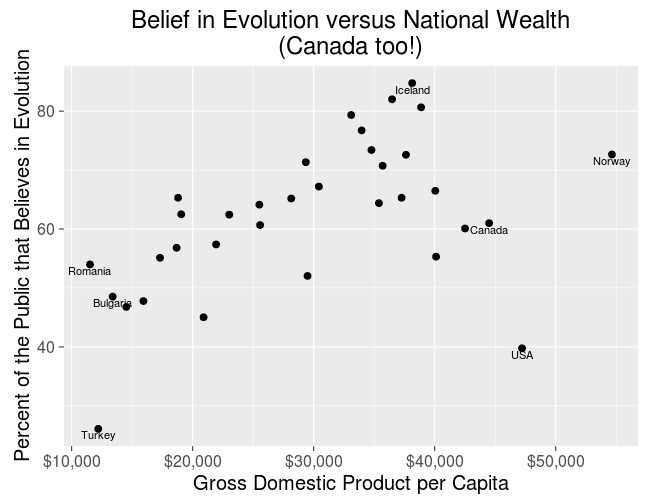 Belief in Evolution versus National Wealth
(Canada too!)
Percent of the Public that Believes in Evolution
80
60
40
Iceland
Norway
Canada
Romania
Bulgaria
USA
Turkey
$10,000
$20,000
$30,000
$40,000
$50,000
Gross Domestic Product per Capita